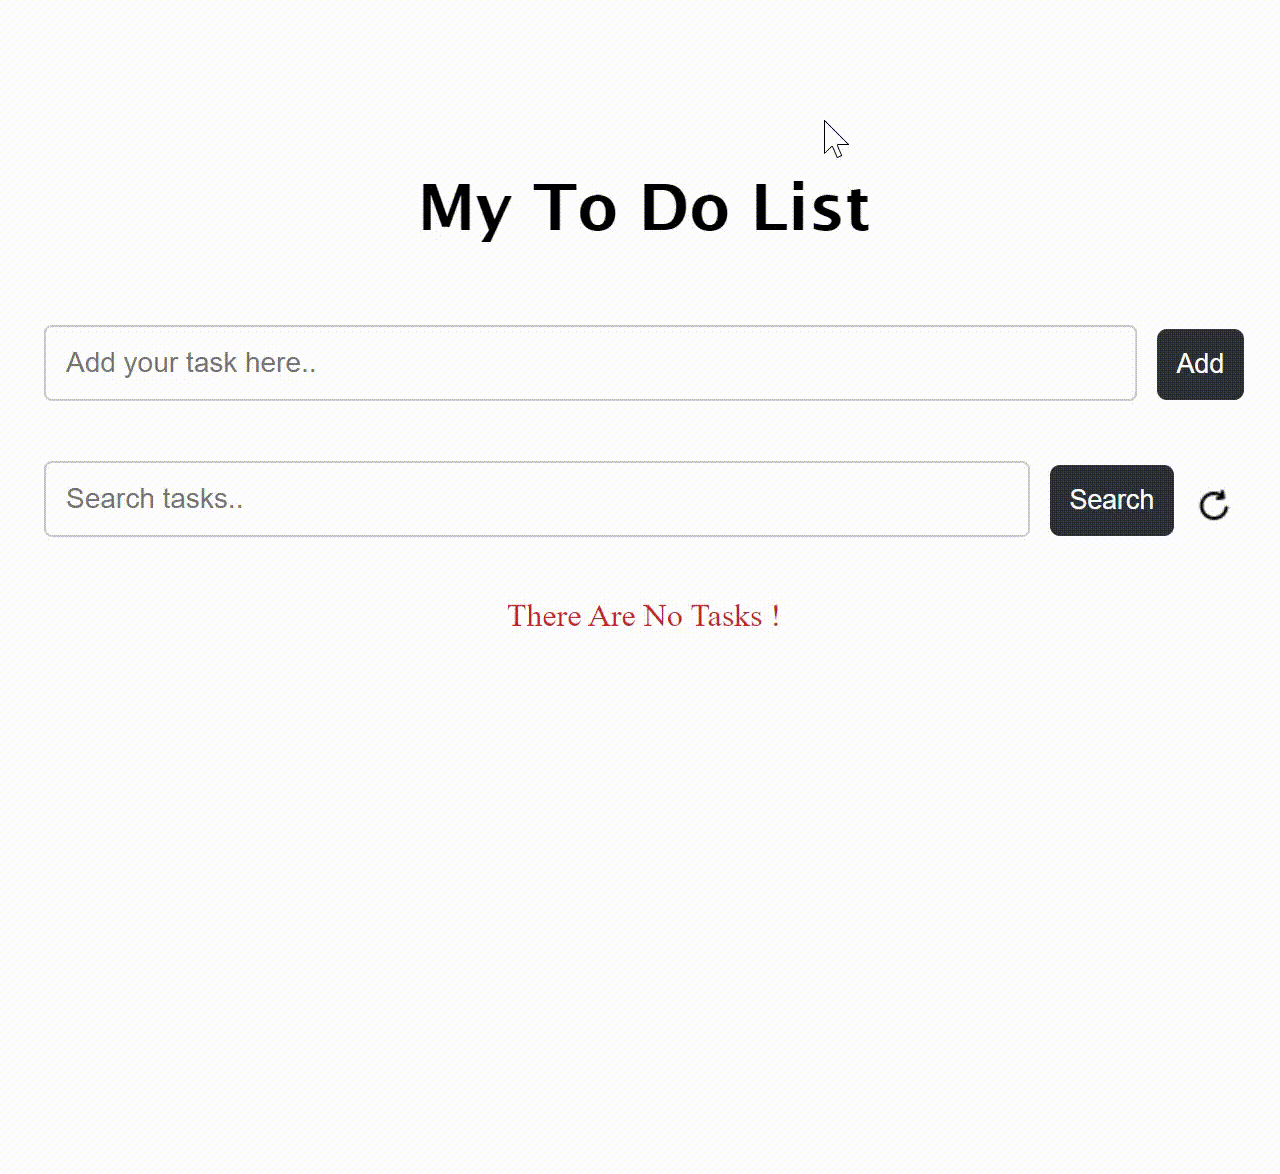 My To Do List
Add your task here..
Add
Search tasks..
Search
There Are No Tasks !